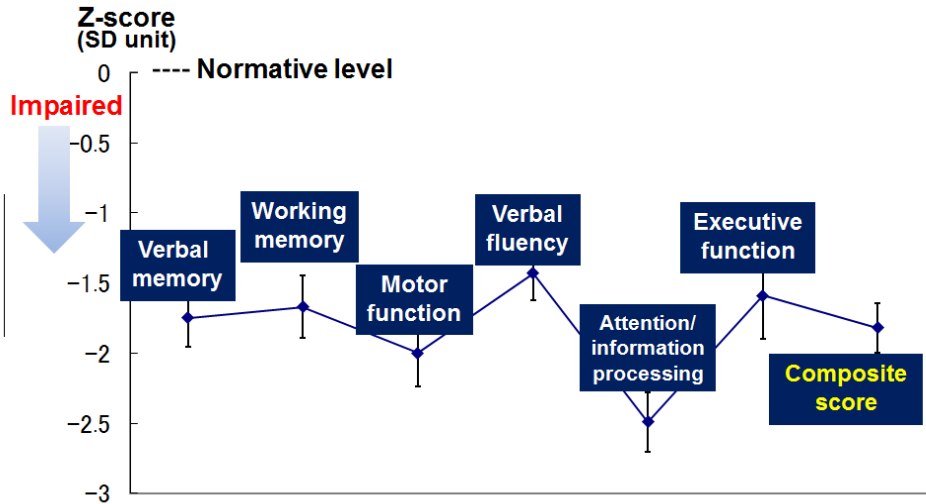 Z-score
(SD unit)
---- Normative level
0
Impaired
-0.5
-1
-1.5
-2
-2.5
-3
Verbal
memory
Working
memory
Motor
function
Verbal
fluency
Attention/
information
processing
Executive
function
Composite
score